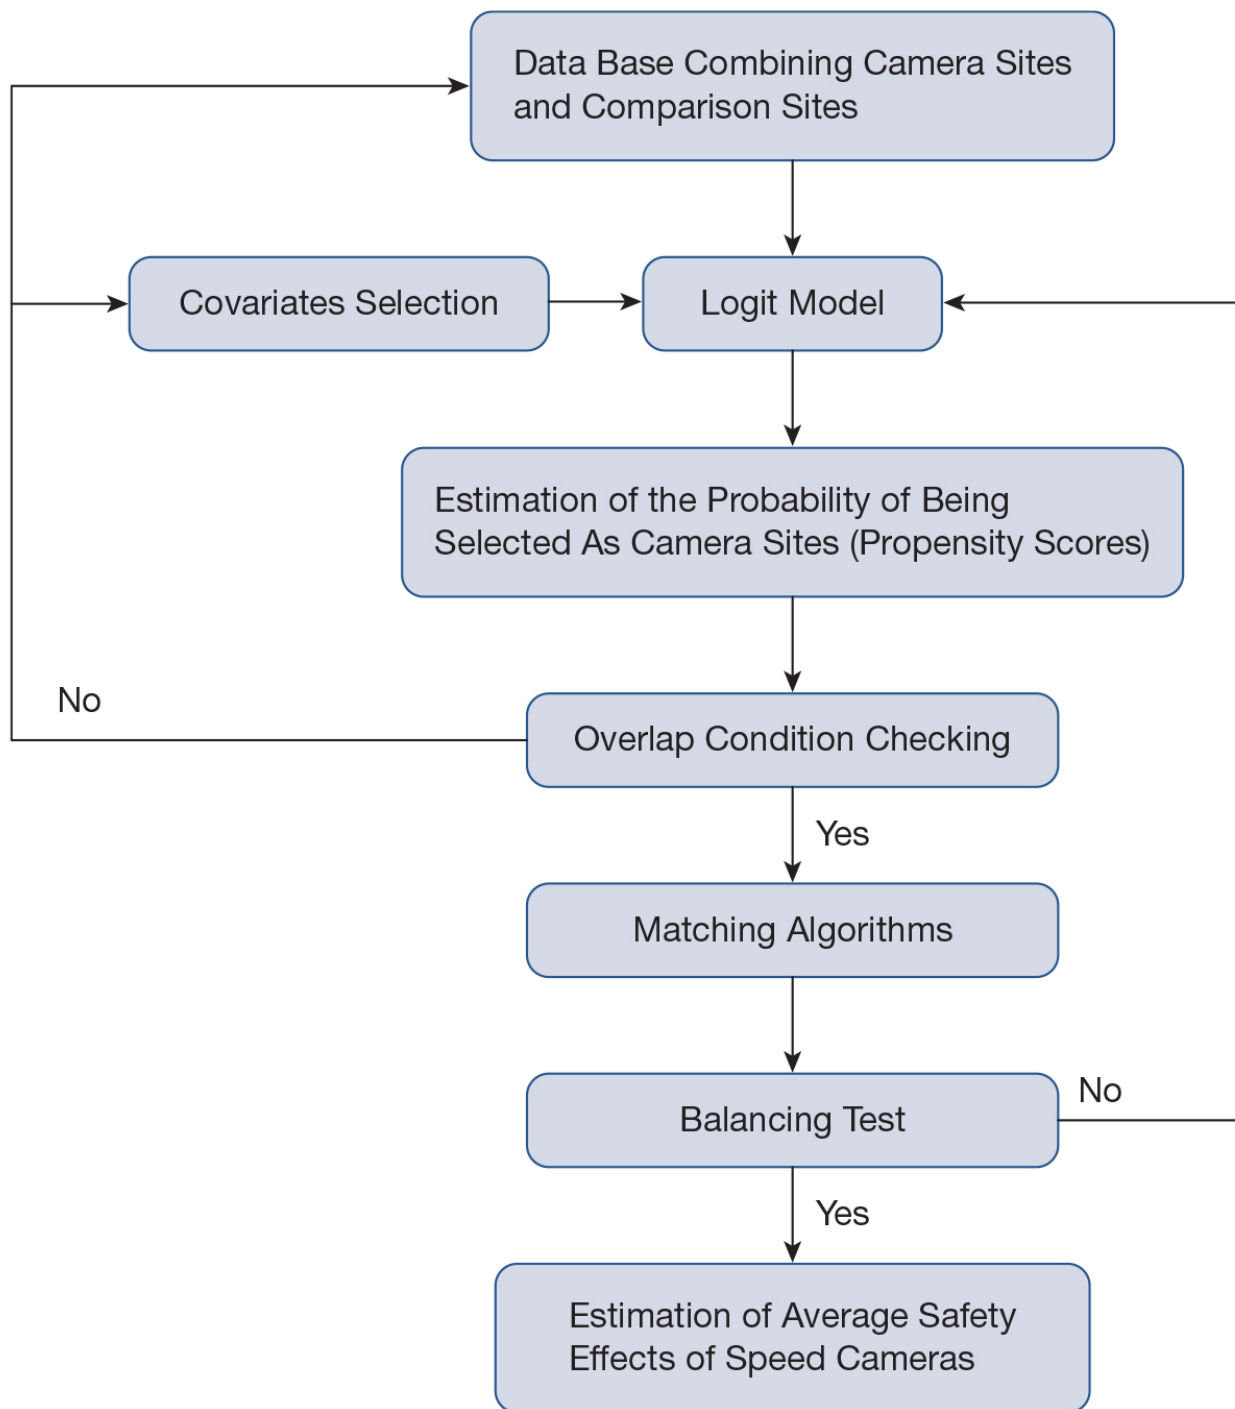 Data Base Combining Camera Sites
and Comparison Sites
Covariates Selection
Logit Model
Estimation of the Probability of Being
Selected As Camera Sites (Propensity Scores)
No
Overlap Condition Checking
Yes
Matching Algorithms
Balancing Test
No
Yes
Estimation of Average Safety
Effects of Speed Cameras